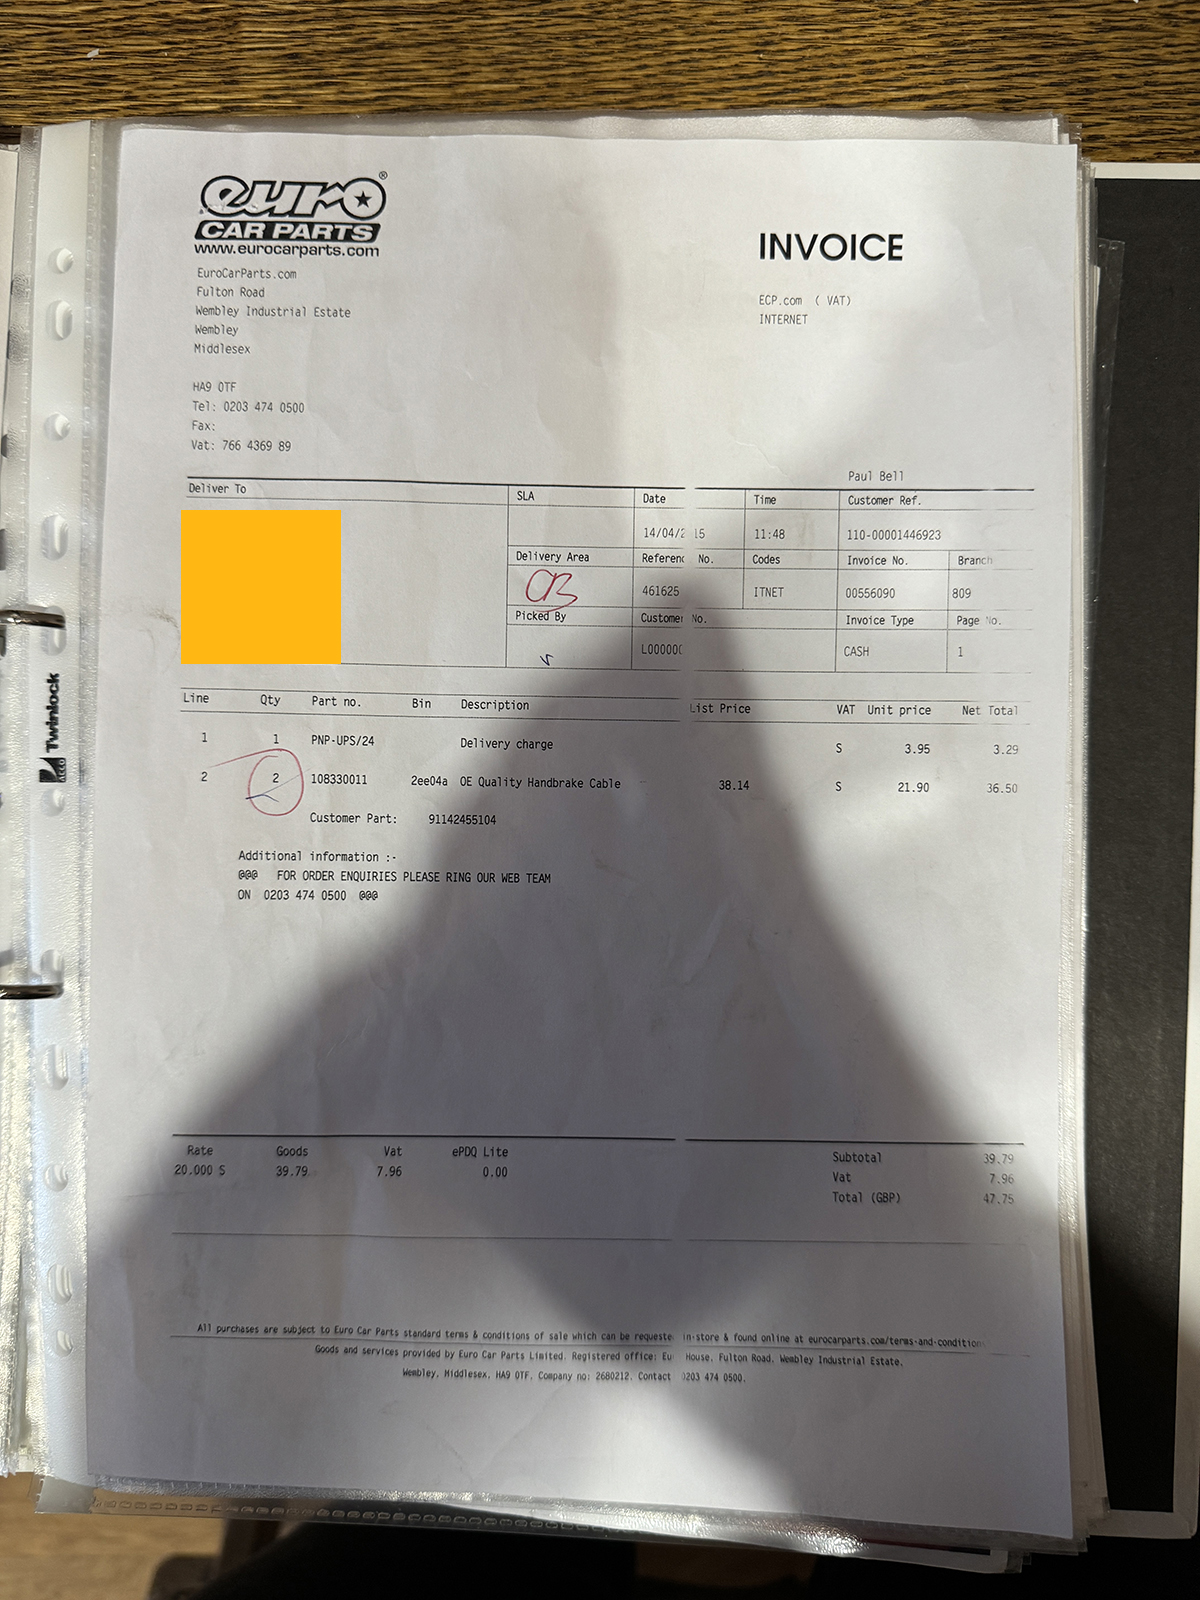 euro ®
CAR PARTS
www.eurocarparts.com
INVOICE
EuroCarParts.com
Fulton Road
Wembley Industrial Estate
Wembley
Middlesex
ECP.com ( VAT)
INTERNET
HA9 0TF
Tel: 0203 474 0500
Fax:
Vat: 766 4369 89
Paul Bell
Deliver To SLA Date Time Customer Ref.
14/04/2 15 11:48 110-00001446923
Delivery Area Referenc No. Codes Invoice No. Branch
461625 ITNET 00556090 809
Picked By Custome No. Invoice Type Page No.
L00000 CASH 1
Line Qty Part no. Bin Description List Price VAT Unit price Net Total
1 1 PNP-UPS/24 Delivery charge S 3.95 3.29
2 2 108330011 2ee04a OE Quality Handbrake Cable 38.14 S 21.90 36.50
Customer Part: 91142455104
Additional information :-
@@@ FOR ORDER ENQUIRIES PLEASE RING OUR WEB TEAM
ON 0203 474 0500 @@@
Rate Goods Vat ePDQ Lite Subtotal 39.79
20.000 S 39.79 7.96 0.00 Vat 7.96
Total (GBP) 47.75
All purchases are subject to Euro Car Parts standard terms & conditions of sale which can be requeste in-store & found online at eurocarparts.com/terms-and-condition
Goods and services provided by Euro Car Parts Limited. Registered office: Eu House. Fulton Road. Wembley Industrial Estate.
Wembley. Middlesex. HA9 0TF. Company no: 2680212. Contact 0203 474 0500.
ACCO Twinlock